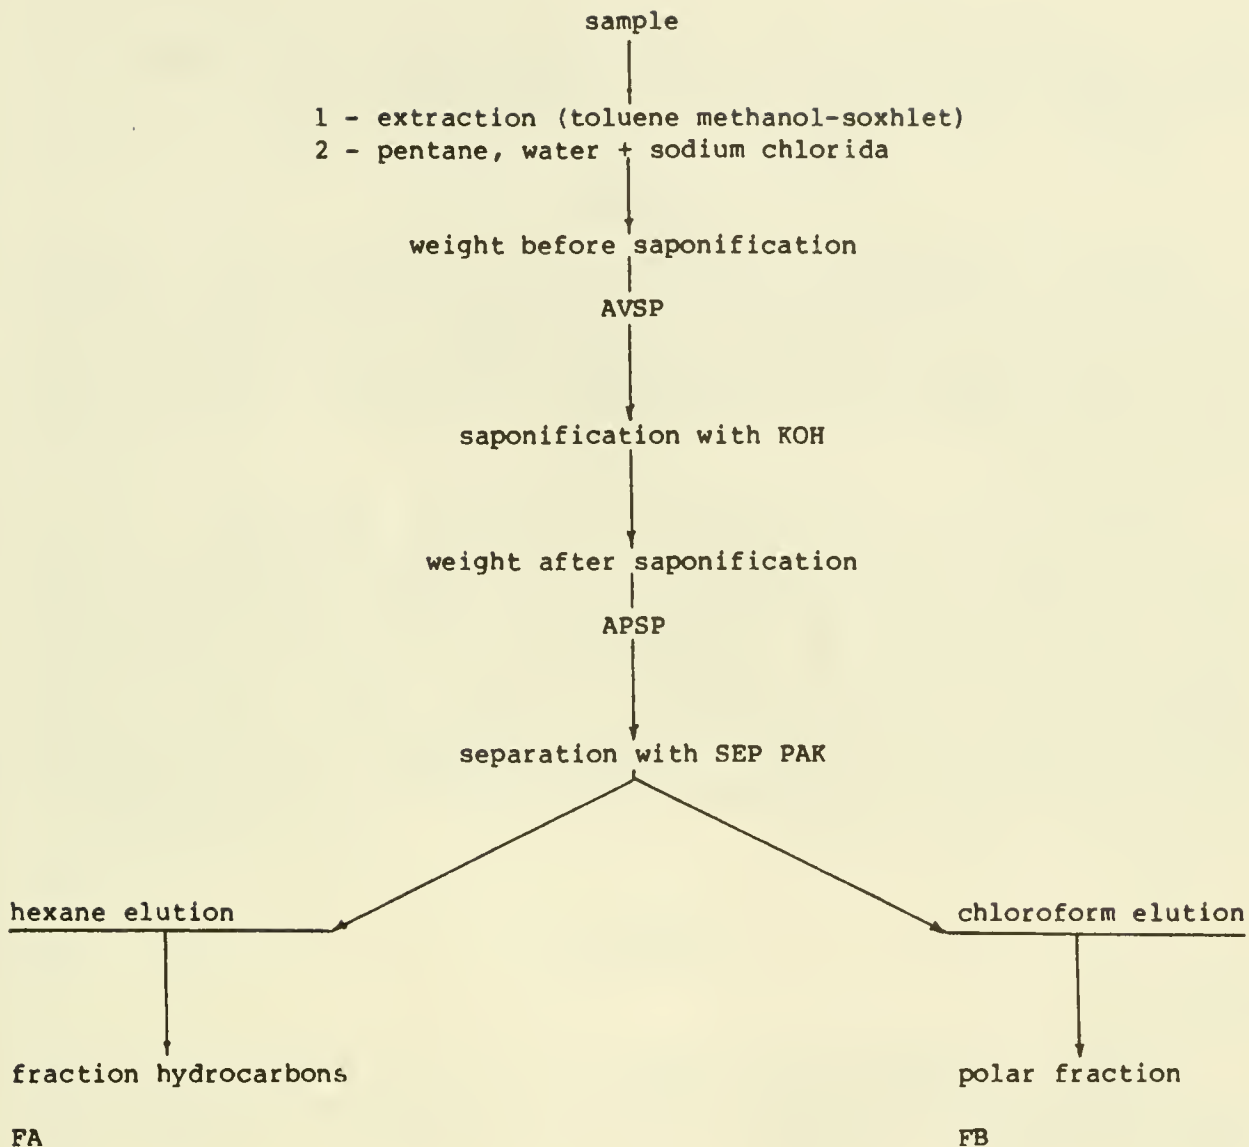 sample
1 - extraction (toluene methanol-soxhlet)
2 - pentane, water + sodium chlorida
weight before saponification
AVSP
saponification with KOH
weight after saponification
APSP
separation with SEP PAK
hexane elution
chloroform elution
fraction hydrocarbons
polar fraction
FA
FB